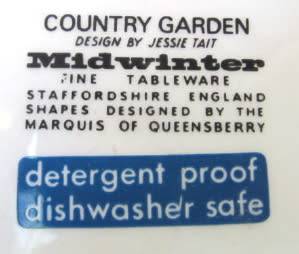 COUNTRY GARDEN
DESIGN BY JESSIE TAIT
Midwinter
FINE TABLEWARE
STAFFORDSHIRE ENGLAND
SHAPES DESIGNED BY THE
MARQUIS OF QUEENSBERRY
detergent proof
dishwasher safe